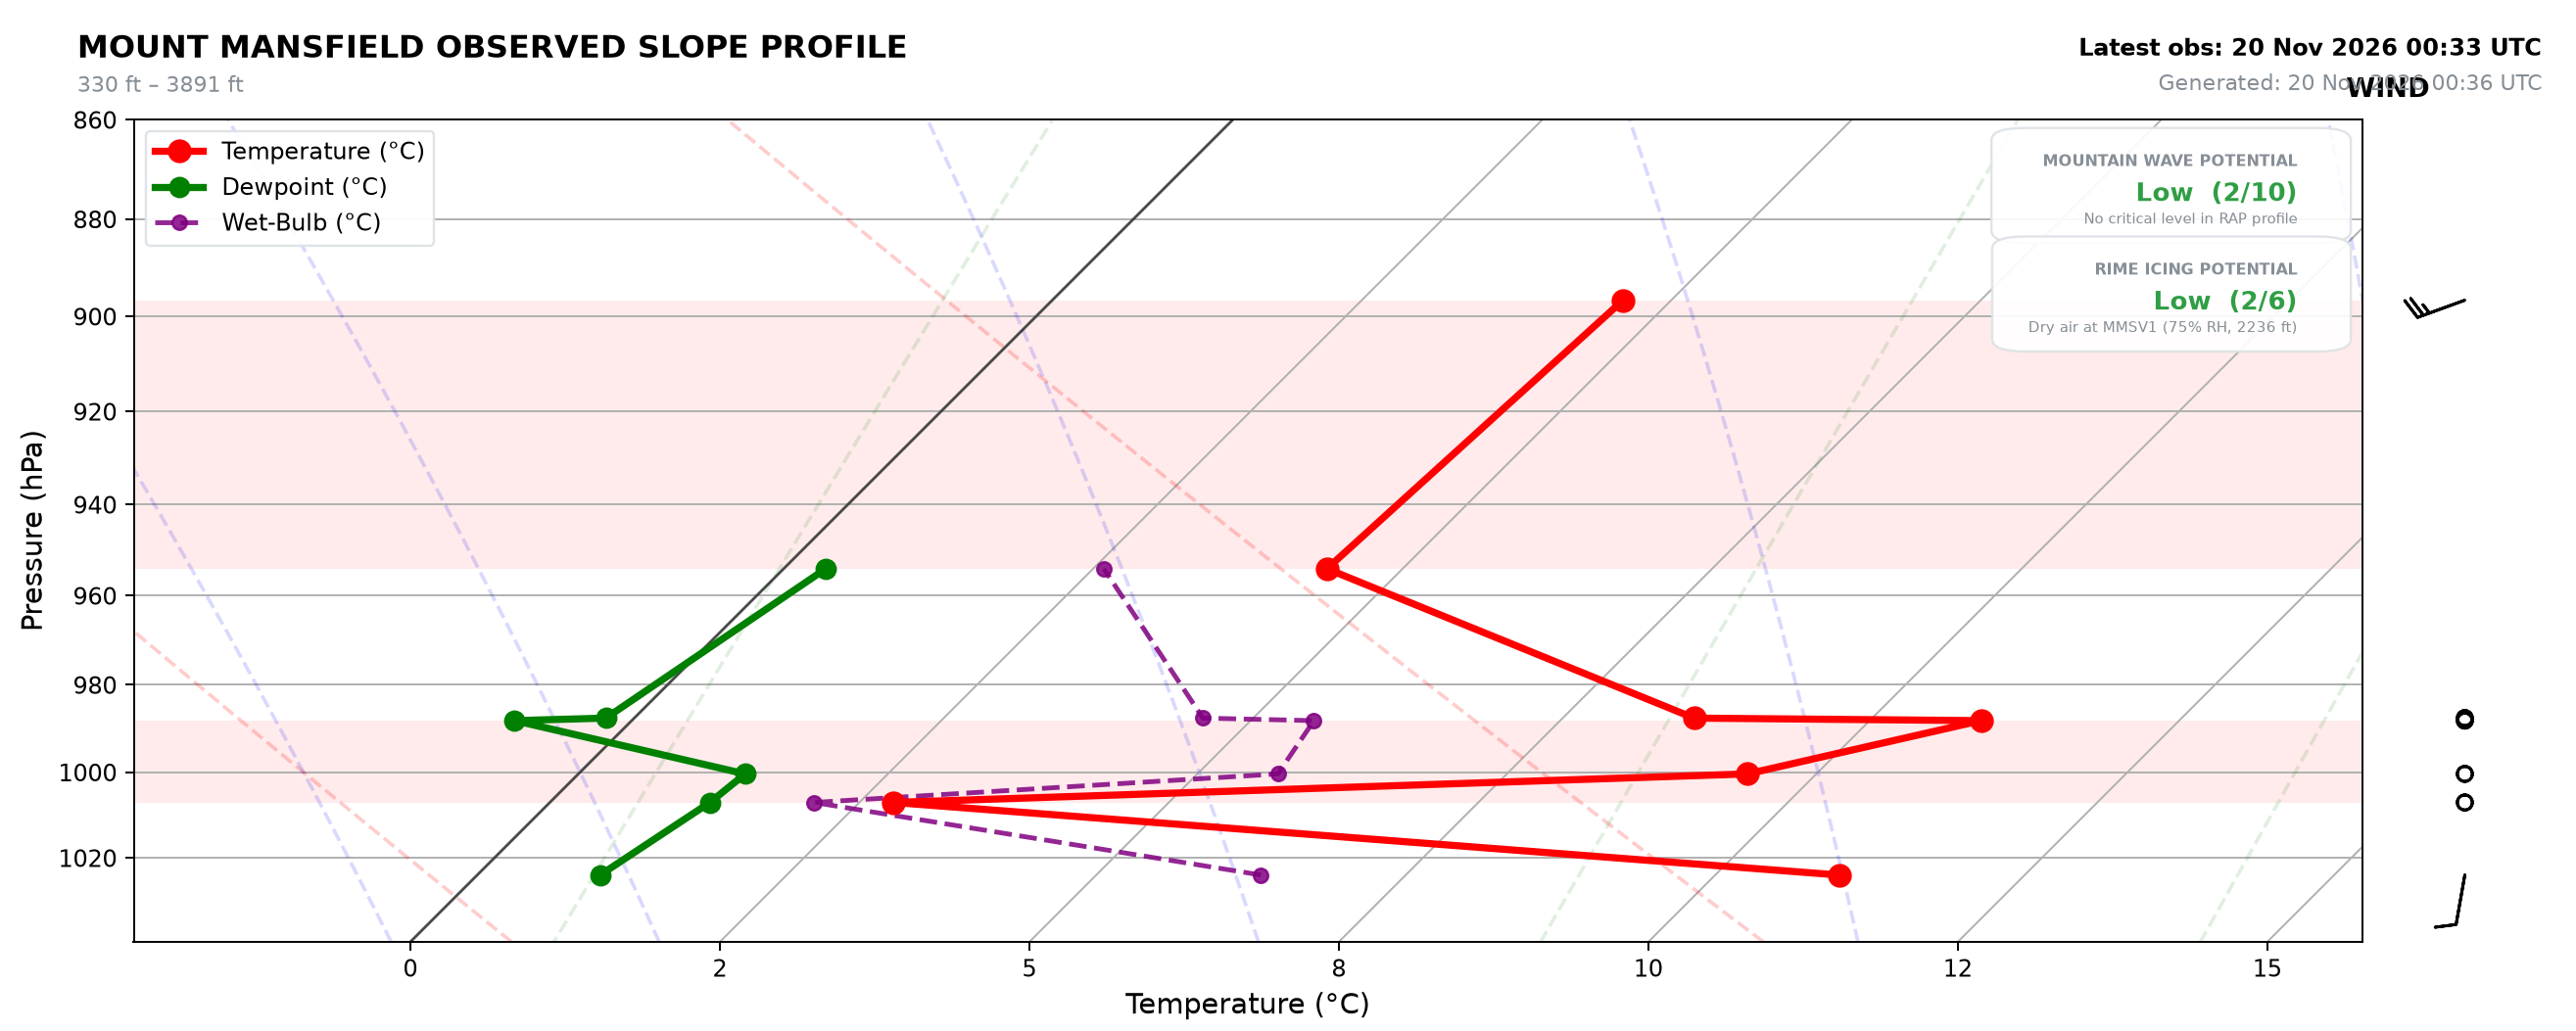 MOUNT MANSFIELD OBSERVED SLOPE PROFILE
330 ft – 3891 ft
Latest obs: 20 Nov 2026 00:33 UTC
Generated: 20 Nov 2026 00:36 UTC
WIND
Temperature (°C)
Dewpoint (°C)
Wet-Bulb (°C)
MOUNTAIN WAVE POTENTIAL
Low (2/10)
No critical level in RAP profile
RIME ICING POTENTIAL
Low (2/6)
Dry air at MMSV1 (75% RH, 2236 ft)
Pressure (hPa)
860
880
900
920
940
960
980
1000
1020
0 2 5 8 10 12 15
Temperature (°C)